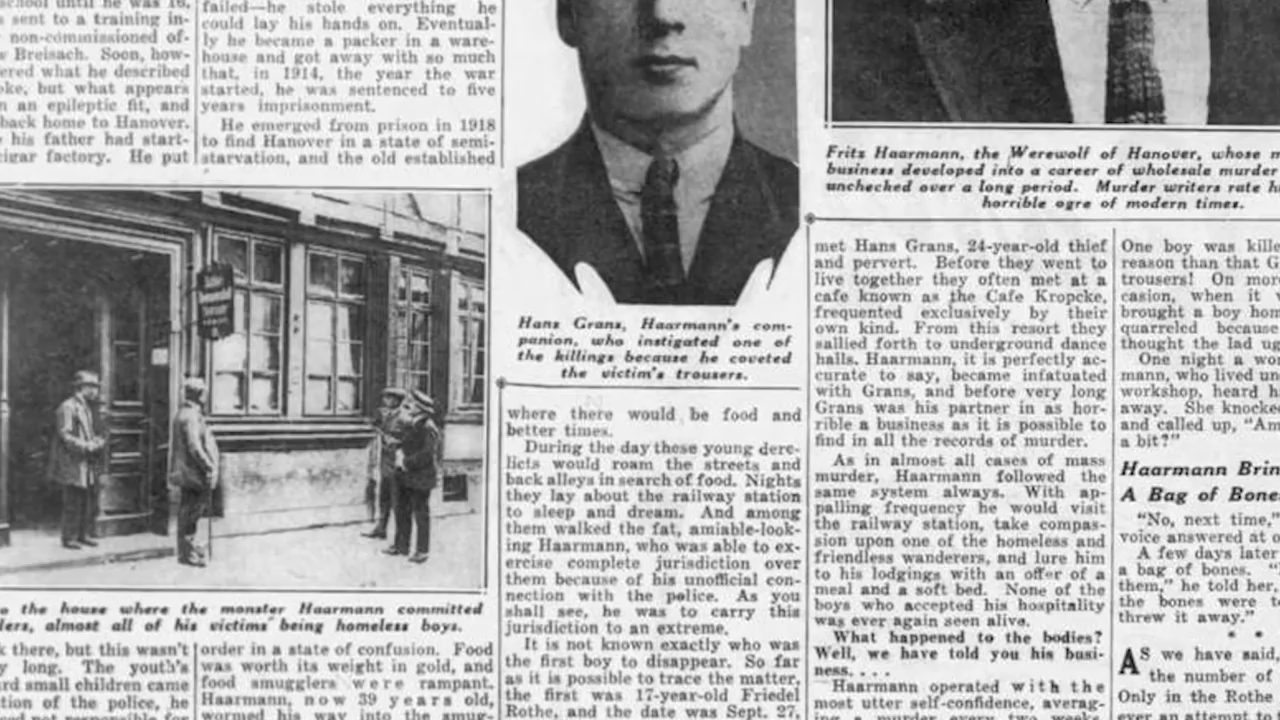 school until he was 16,
sent to a training in-
non-commissioned of-
Breisach. Soon, how-
ered what he described
oke, but what appears
an epileptic fit, and
back home to Hanover.
his father had start-
cigar factory. He put
failed—he stole everything he
could lay his hands on. Eventual-
ly he became a packer in a ware-
house and got away with so much
that, in 1914, the year the war
started, he was sentenced to five
years imprisonment.
He emerged from prison in 1918
to find Hanover in a state of semi-
starvation, and the old established
o the house where the monster Haarmann committed
ders, almost all of his victims being homeless boys.
k there, but this wasn't
y long. The youth's
rd small children came
tion of the police, he
not responsible for
order in a state of confusion. Food
was worth its weight in gold, and
food smugglers were rampant.
Haarmann, now 39 years old,
wormed his way into the smug-
Hans Grans, Haarmann's com-
panion, who instigated one of
the killings because he coveted
the victim's trousers.
where there would be food and
better times.
During the day these young dere-
licts would roam the streets and
back alleys in search of food. Nights
they lay about the railway station
to sleep and dream. And among
them walked the fat, amiable-look-
ing Haarmann, who was able to ex-
ercise complete jurisdiction over
them because of his unofficial con-
nection with the police. As you
shall see, he was to carry this
jurisdiction to an extreme.
It is not known exactly who was
the first boy to disappear. So far
as it is possible to trace the matter,
the first was 17-year-old Friedel
Rothe, and the date was Sept. 27,
Fritz Haarmann, the Werewolf of Hanover, whose m
business developed into a career of wholesale murder
unchecked over a long period. Murder writers rate hi
horrible ogre of modern times.
met Hans Grans, 24-year-old thief
and pervert. Before they went to
live together they often met at a
cafe known as the Cafe Kropcke,
frequented exclusively by their
own kind. From this resort they
sallied forth to underground dance
halls. Haarmann, it is perfectly ac-
curate to say, became infatuated
with Grans, and before very long
Grans was his partner in as hor-
rible a business as it is possible to
find in all the records of murder.
As in almost all cases of mass
murder, Haarmann followed the
same system always. With ap-
palling frequency he would visit
the railway station, take compas-
sion upon one of the homeless and
friendless wanderers, and lure him
to his lodgings with an offer of a
meal and a soft bed. None of the
boys who accepted his hospitality
was ever again seen alive.
What happened to the bodies?
Well, we have told you his busi-
ness. . . .
Haarmann operated with the
most utter self-confidence, averag-
ing a murder every two weeks
One boy was kille
reason than that G
trousers! On mor
casion, when it w
brought a boy hom
quarreled because
thought the lad ug
One night a wo
mann, who lived un
workshop, heard h
away. She knocke
and called up, "Am
a bit?"
Haarmann Brin
A Bag of Bone
"No, next time,"
voice answered at o
A few days later
a bag of bones.
them," he told her,
the bones were t
threw it away."
* *
AS we have said,
the number of
Only in the Rothe
ever an attempt to